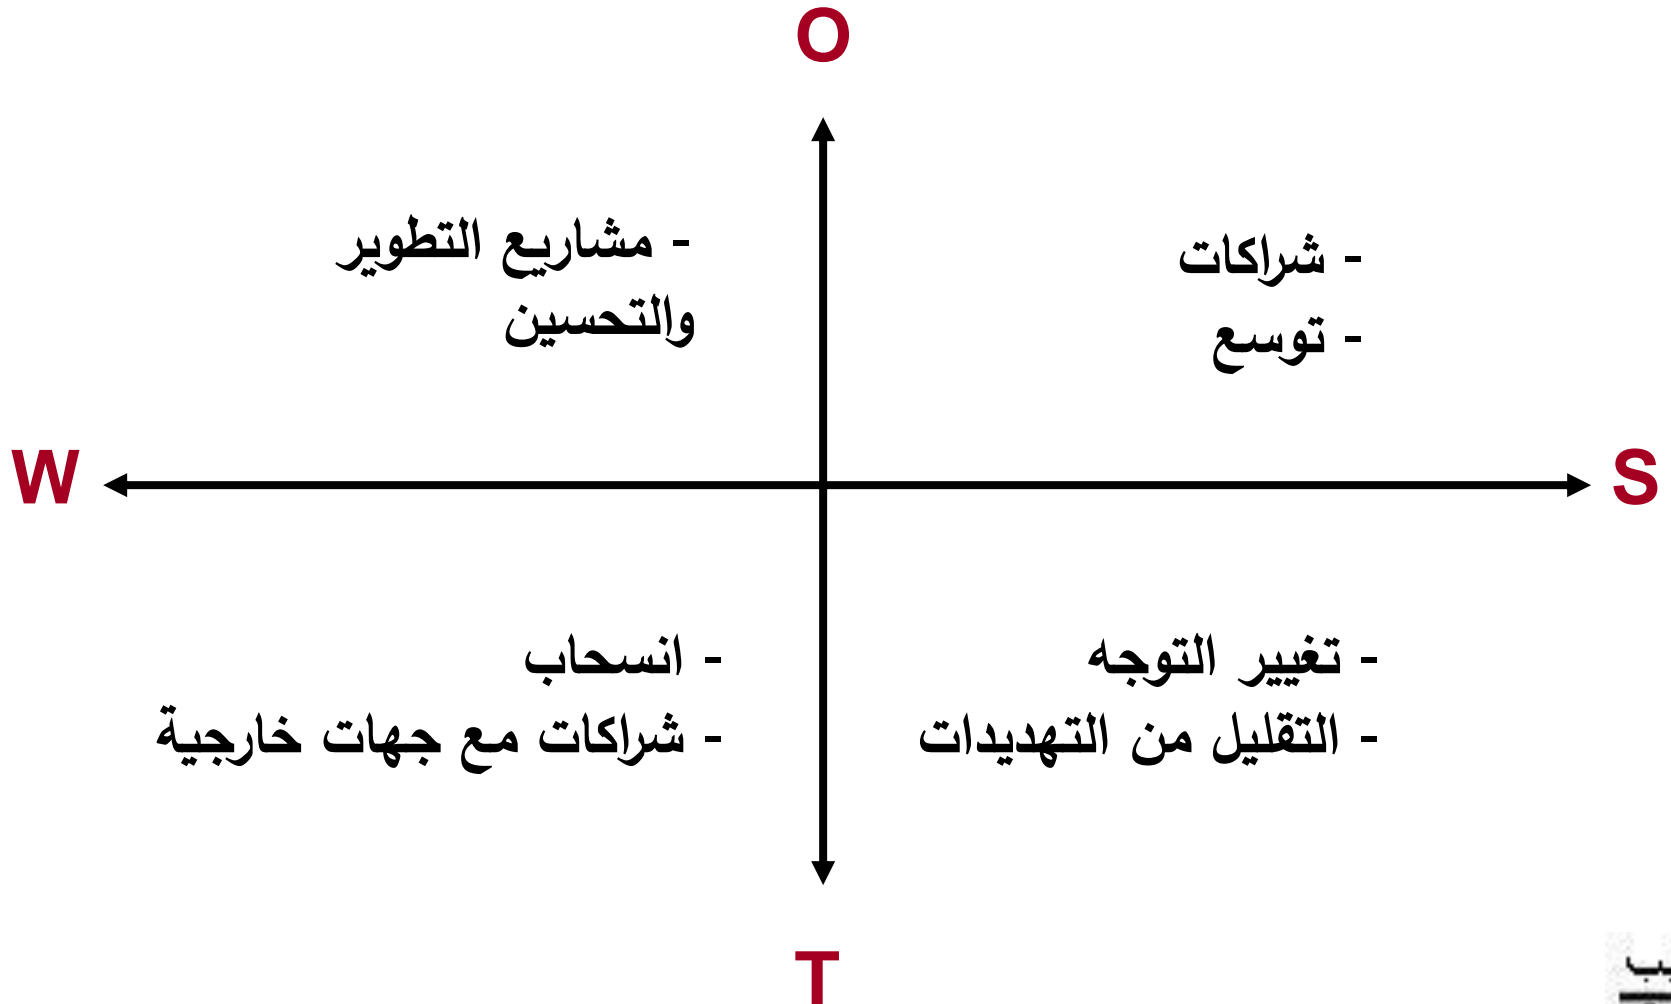 O
- شراكات
- توسع
- مشاريع التطوير
والتحسين
S
W
- تغيير التوجه
- التقليل من التهديدات
- انسحاب
- شراكات مع جهات خارجية
T